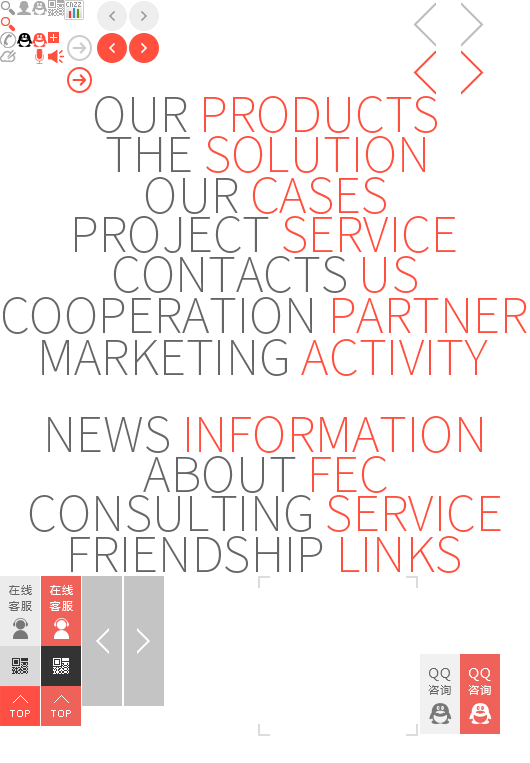 CNZZ
OUR PRODUCTS
THE SOLUTION
OUR CASES
PROJECT SERVICE
CONTACTS US
COOPERATION PARTNER
MARKETING ACTIVITY
NEWS INFORMATION
ABOUT FEC
CONSULTING SERVICE
FRIENDSHIP LINKS
在线 在线
客服 客服
QQ QQ
咨询 咨询
TOP TOP